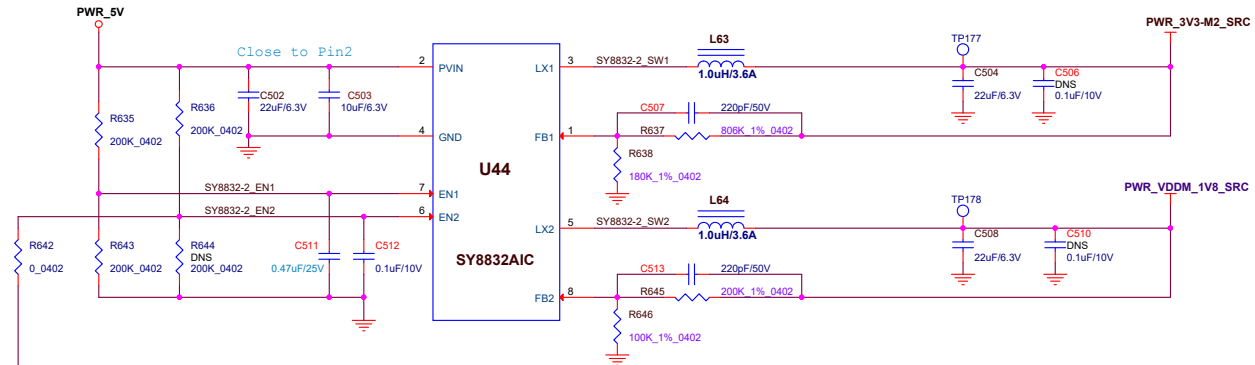 PWR_5V
PWR_3V3-M2_SRC
L63
TP177
Close to Pin2
2
PVIN
LX1
3
SY8832-2_SW1
1.0uH/3.6A
C502
22uF/6.3V
C503
10uF/6.3V
C504
22uF/6.3V
C506
DNS
0.1uF/10V
R635
200K_0402
R636
200K_0402
C507
220pF/50V
4
GND
FB1
1
R637
806K_1%_0402
R638
180K_1%_0402
U44
SY8832-2_EN1
7
EN1
SY8832-2_EN2
6
EN2
L64
TP178
PWR_VDDM_1V8_SRC
LX2
5
SY8832-2_SW2
1.0uH/3.6A
R642
0_0402
R643
200K_0402
R644
DNS
200K_0402
C511
0.47uF/25V
C512
0.1uF/10V
SY8832AIC
C508
22uF/6.3V
C510
DNS
0.1uF/10V
C513
220pF/50V
FB2
8
R645
200K_1%_0402
R646
100K_1%_0402